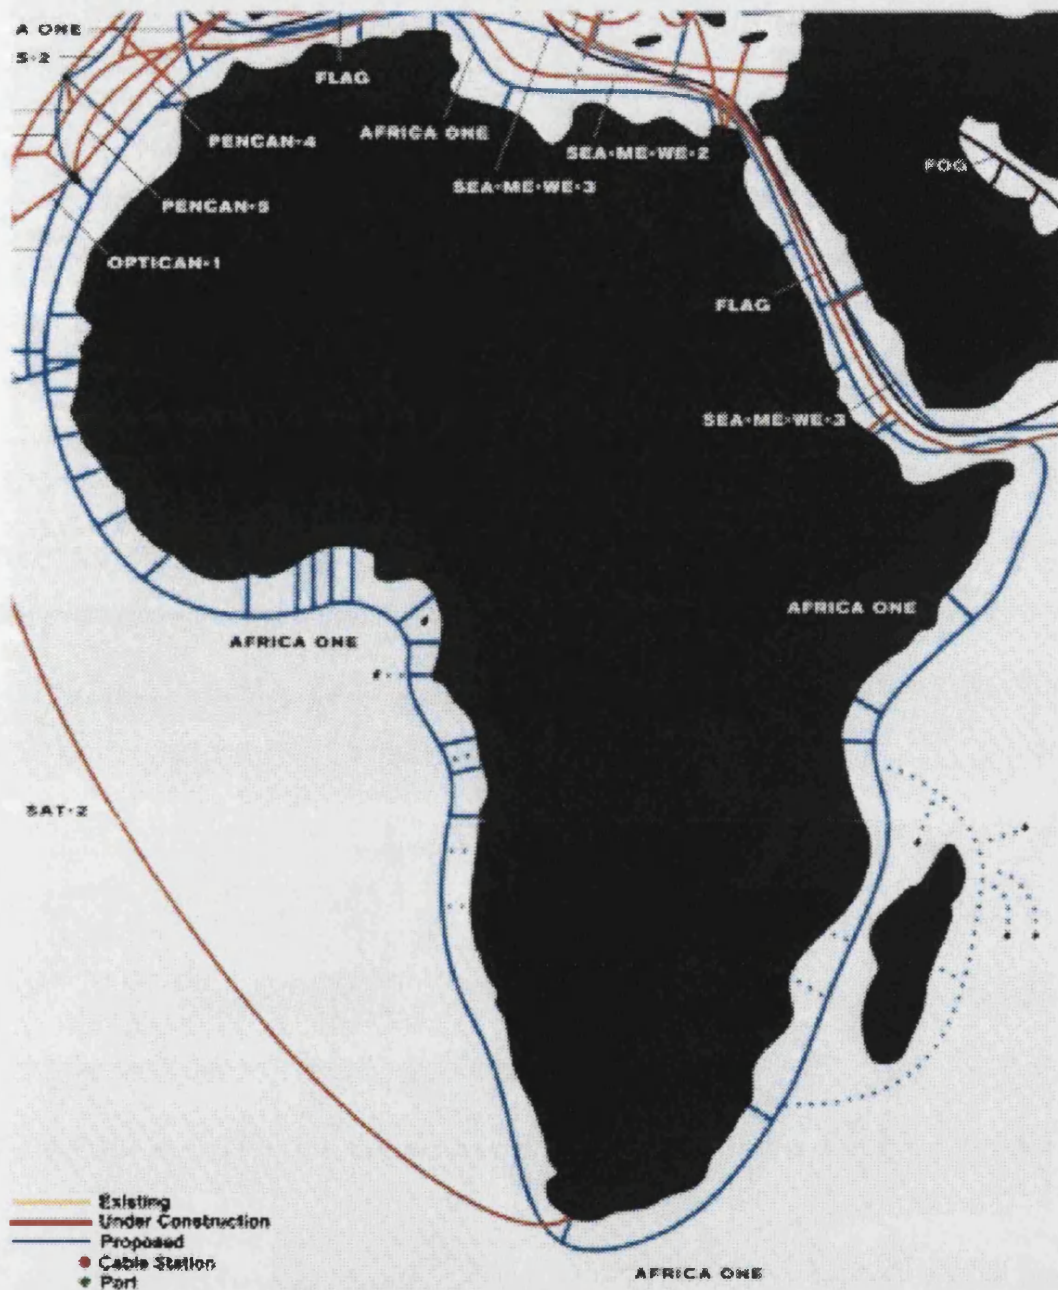 A ONE
S-2
FLAG
PENCAN-4
AFRICA ONE
SEA-ME-WE-2
SEA-ME-WE-3
FOG
PENCAN-5
OPTICAN-1
FLAG
SEA-ME-WE-3
AFRICA ONE
AFRICA ONE
SAT-2
Existing
Under Construction
Proposed
Cable Station
Port
AFRICA ONE